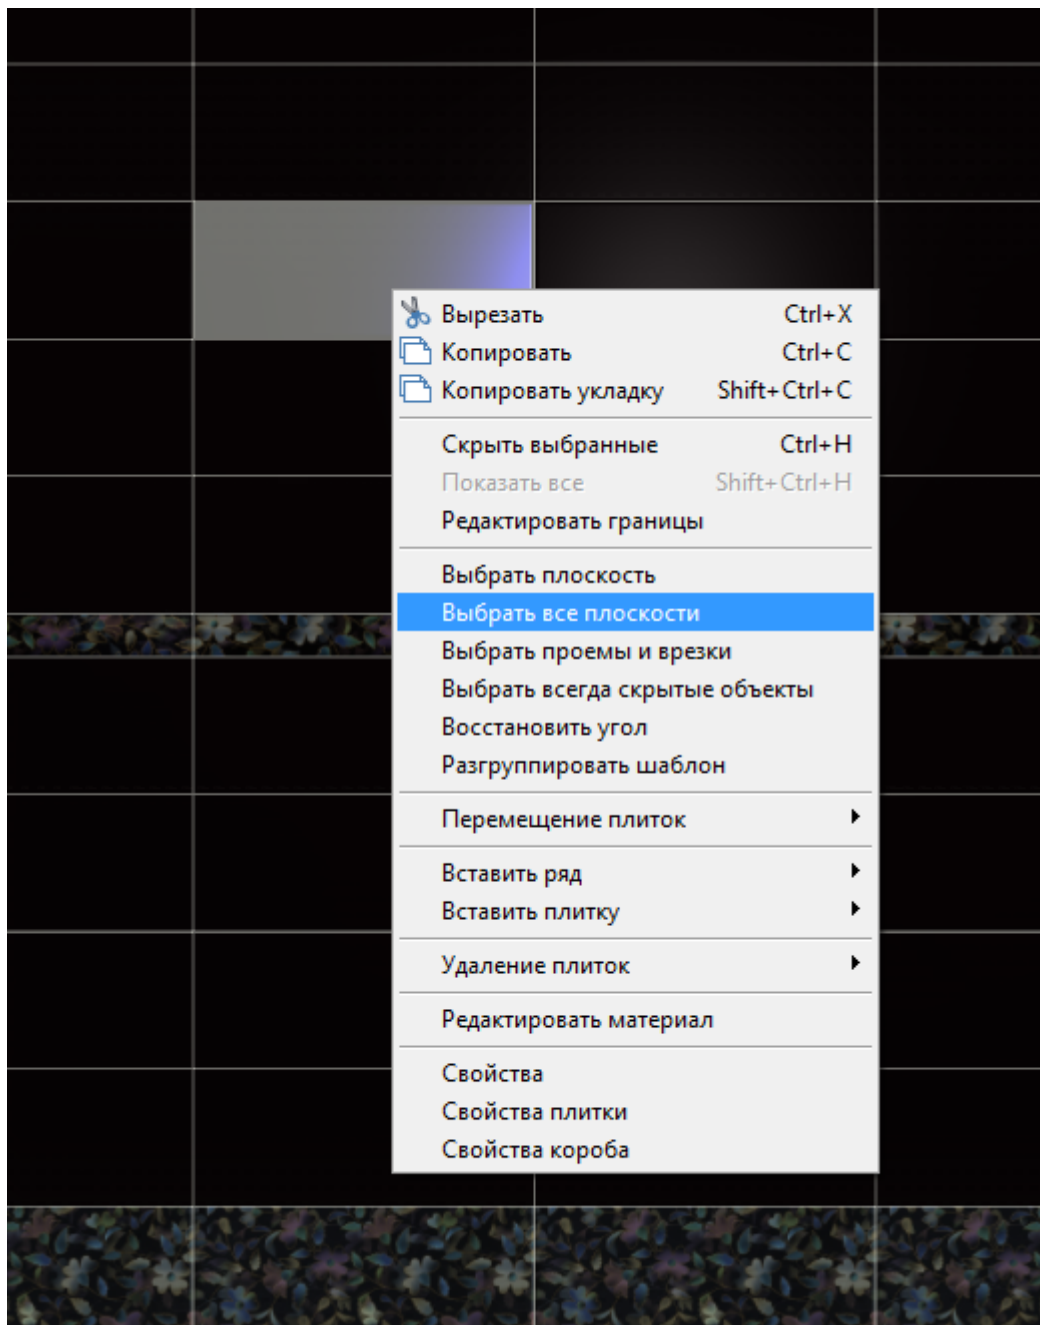 Вырезать Ctrl+X
Копировать Ctrl+C
Копировать укладку Shift+Ctrl+C
Скрыть выбранные Ctrl+H
Показать все Shift+Ctrl+H
Редактировать границы
Выбрать плоскость
Выбрать все плоскости
Выбрать проемы и врезки
Выбрать всегда скрытые объекты
Восстановить угол
Разгруппировать шаблон
Перемещение плиток
Вставить ряд
Вставить плитку
Удаление плиток
Редактировать материал
Свойства
Свойства плитки
Свойства короба